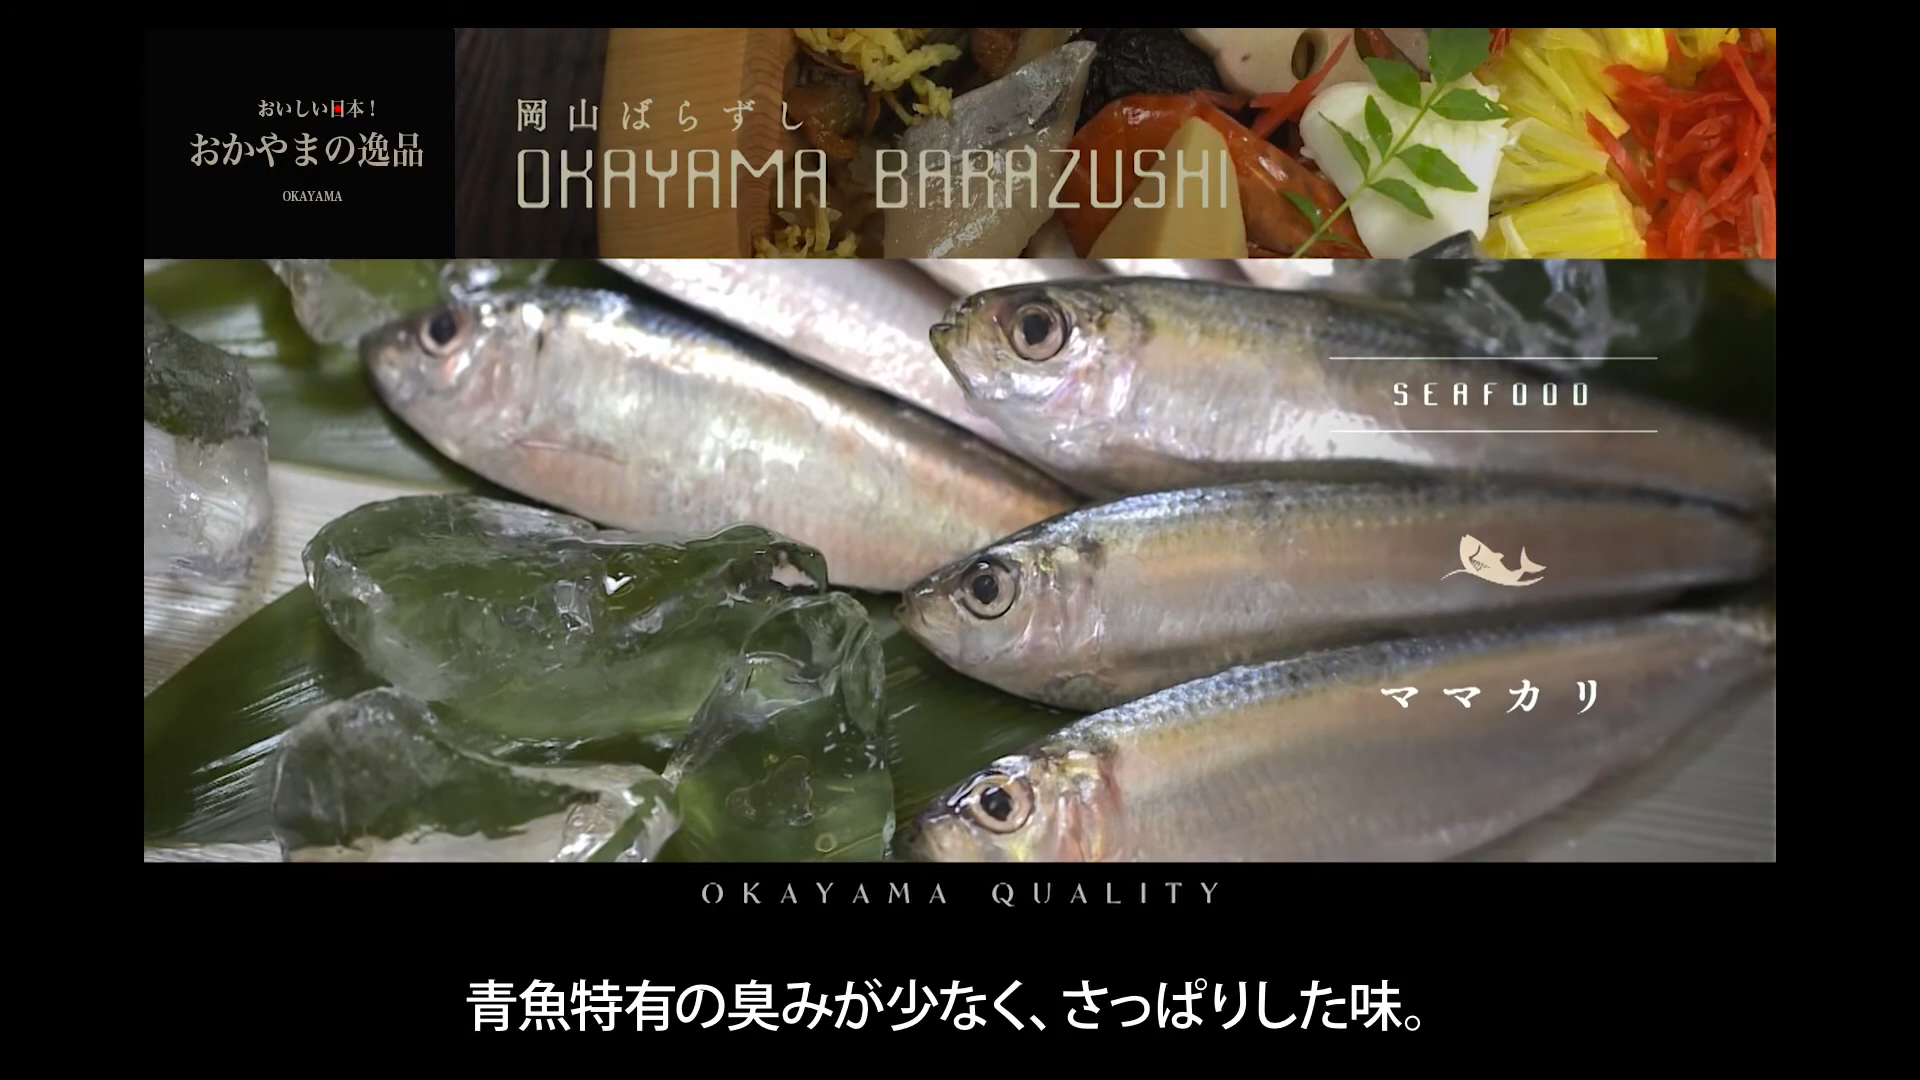 おいしい日本！
おかやまの逸品
OKAYAMA
岡山ばらずし
OKAYAMA BARAZUSHI
SEAFOOD
ママカリ
OKAYAMA QUALITY
青魚特有の臭みが少なく、さっぱりした味。